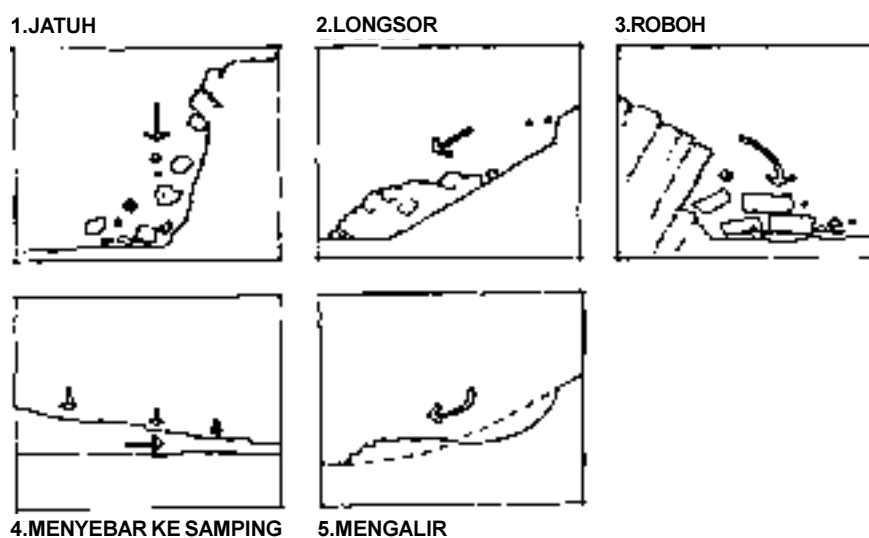 1.JATUH
2.LONGSOR
3.ROBOH
4.MENYEBAR KE SAMPING
5.MENGALIR